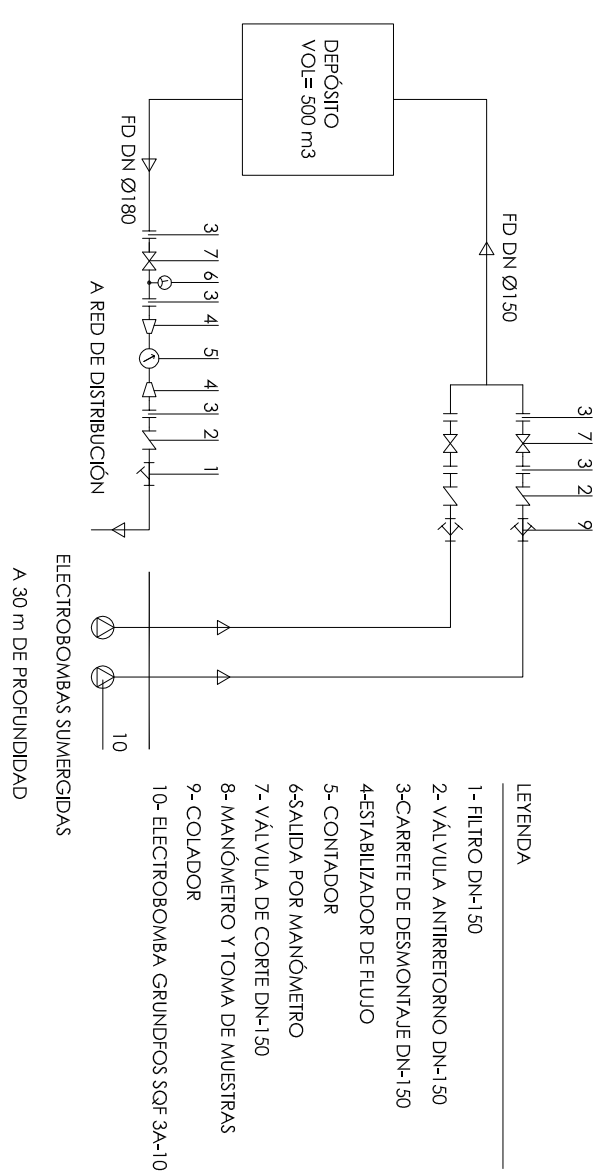 DEPÓSITO
VOL= 500 m3
FD DN Ø150
3
7
3
2
9
FD DN Ø180
3
7
6
3
4
5
4
3
2
1
A RED DE DISTRIBUCIÓN
10
ELECTROBOMBAS SUMERGIDAS
A 30 m DE PROFUNDIDAD
LEYENDA
1- FILTRO DN-150
2- VÁLVULA ANTIRRETORNO DN-150
3-CARRETE DE DESMONTAJE DN-150
4-ESTABILIZADOR DE FLUJO
5- CONTADOR
6-SALIDA POR MANÓMETRO
7- VÁLVULA DE CORTE DN-150
8- MANÓMETRO Y TOMA DE MUESTRAS
9- COLADOR
10- ELECTROBOMBA GRUNDFOS SQF 3A-10